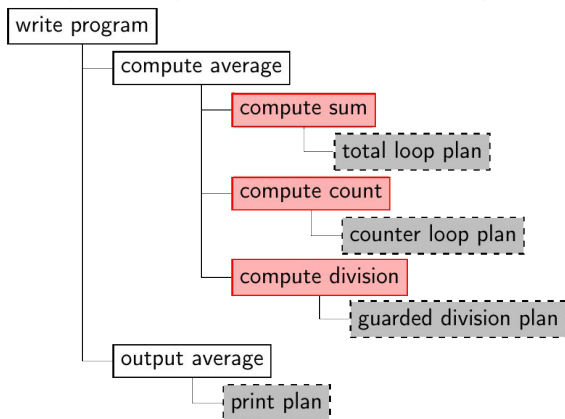 write program
compute average
compute sum
total loop plan
compute count
counter loop plan
compute division
guarded division plan
output average
print plan